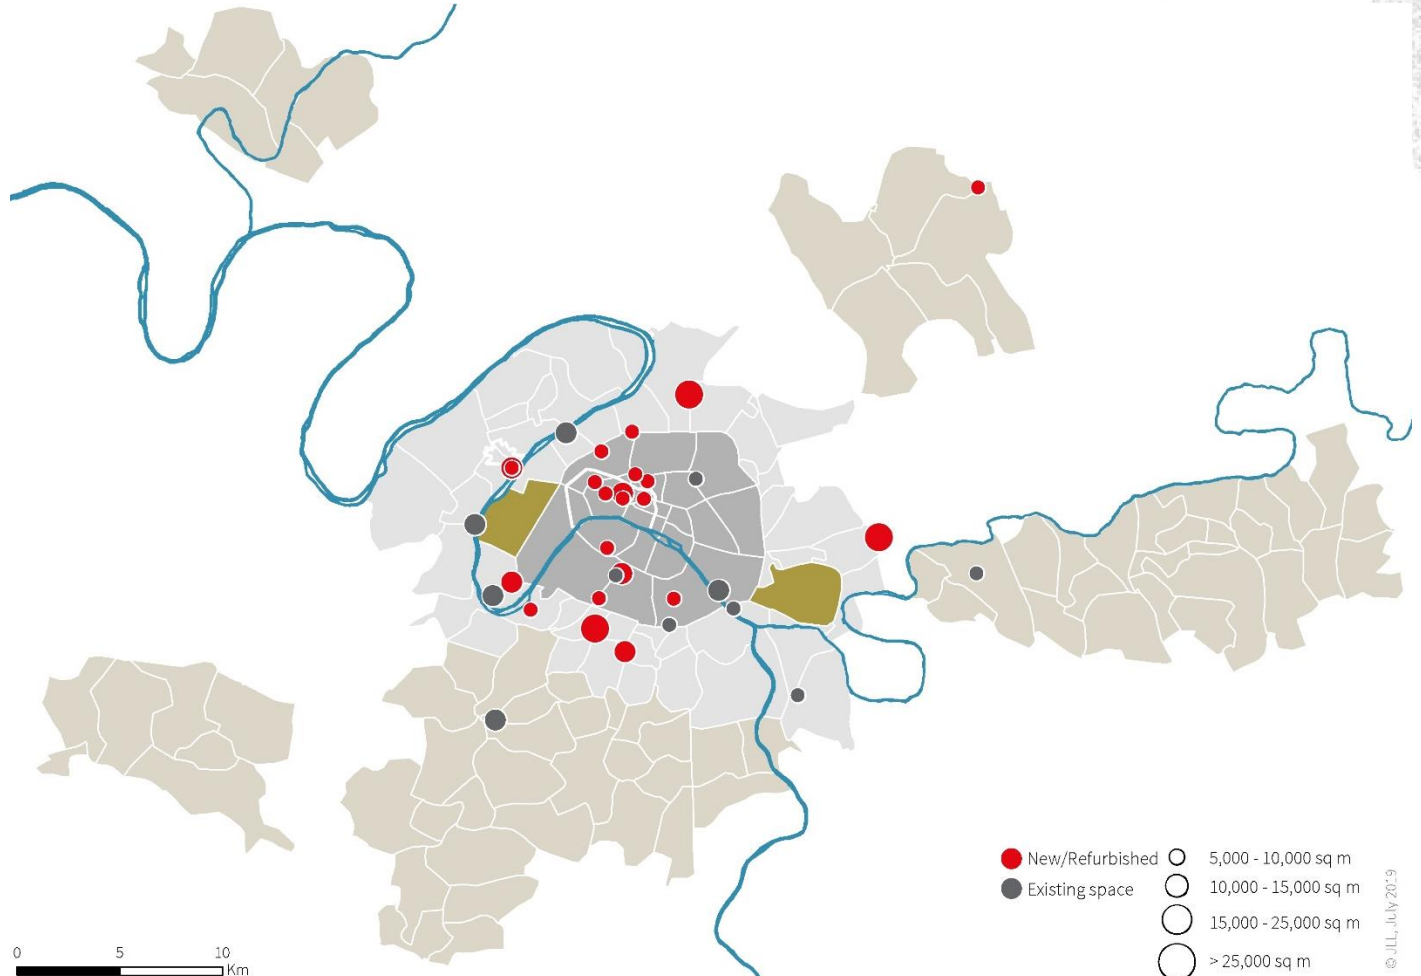 New/Refurbished
Existing space
5,000 - 10,000 sq m
10,000 - 15,000 sq m
15,000 - 25,000 sq m
> 25,000 sq m
© JLL, July 2019
0 5 10
Km